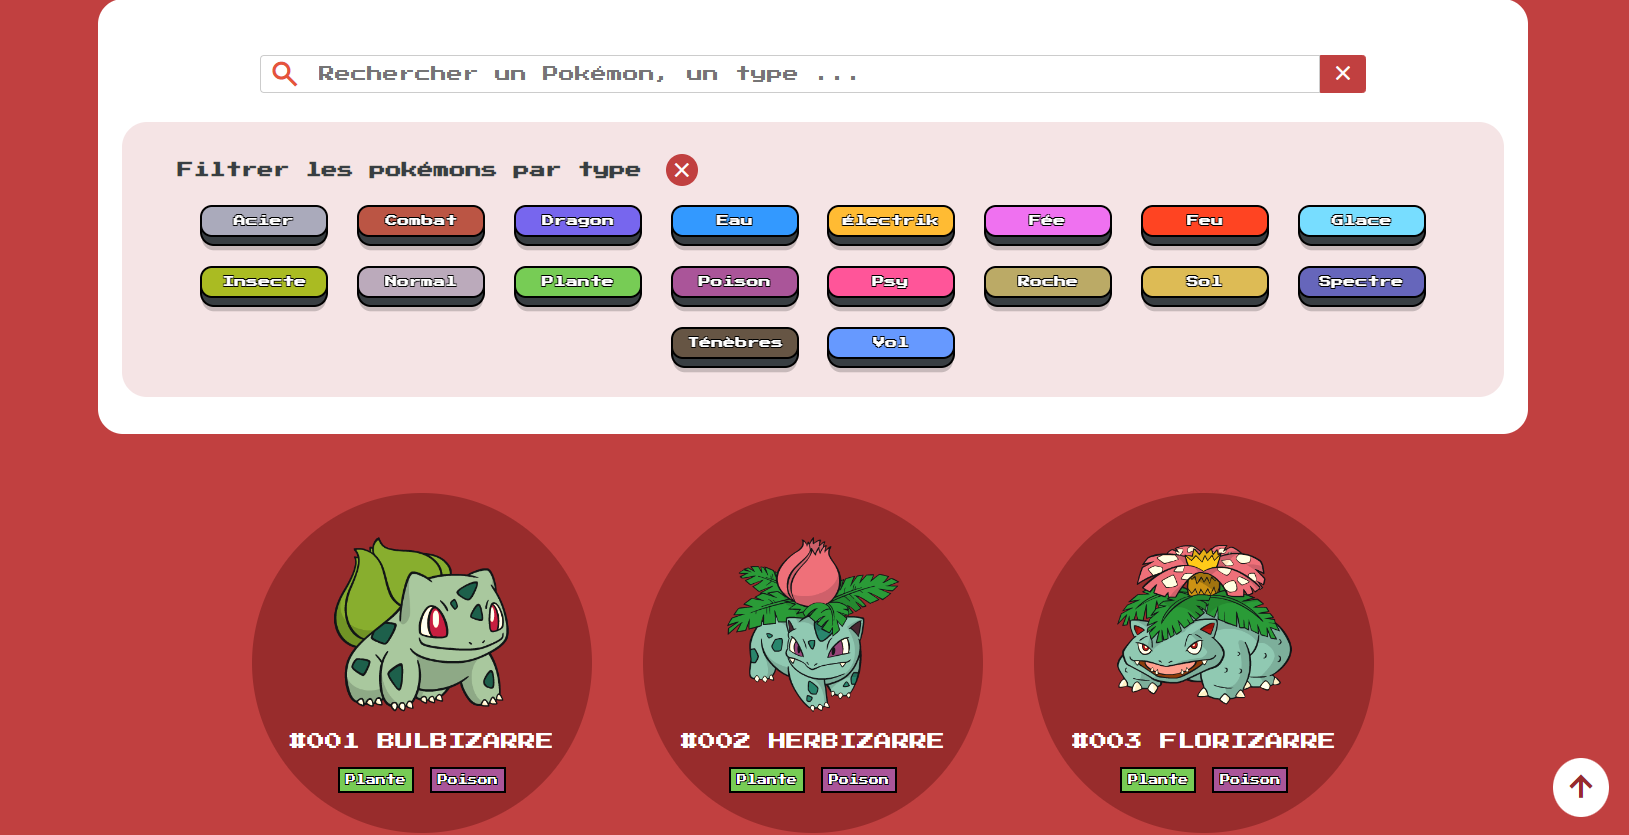 Rechercher un Pokémon, un type ...
Filtrer les pokémons par type
Acier Combat Dragon Eau Électrik Fée Feu Glace
Insecte Normal Plante Poison Psy Roche Sol Spectre
Ténèbres Vol
#001 BULBIZARRE #002 HERBIZARRE #003 FLORIZARRE
Plante Poison Plante Poison Plante Poison